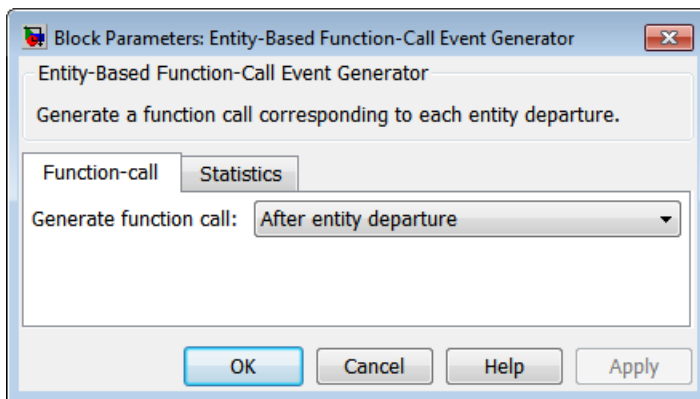 Block Parameters: Entity-Based Function-Call Event Generator
Entity-Based Function-Call Event Generator
Generate a function call corresponding to each entity departure.
Function-call Statistics
Generate function call: After entity departure
OK Cancel Help Apply